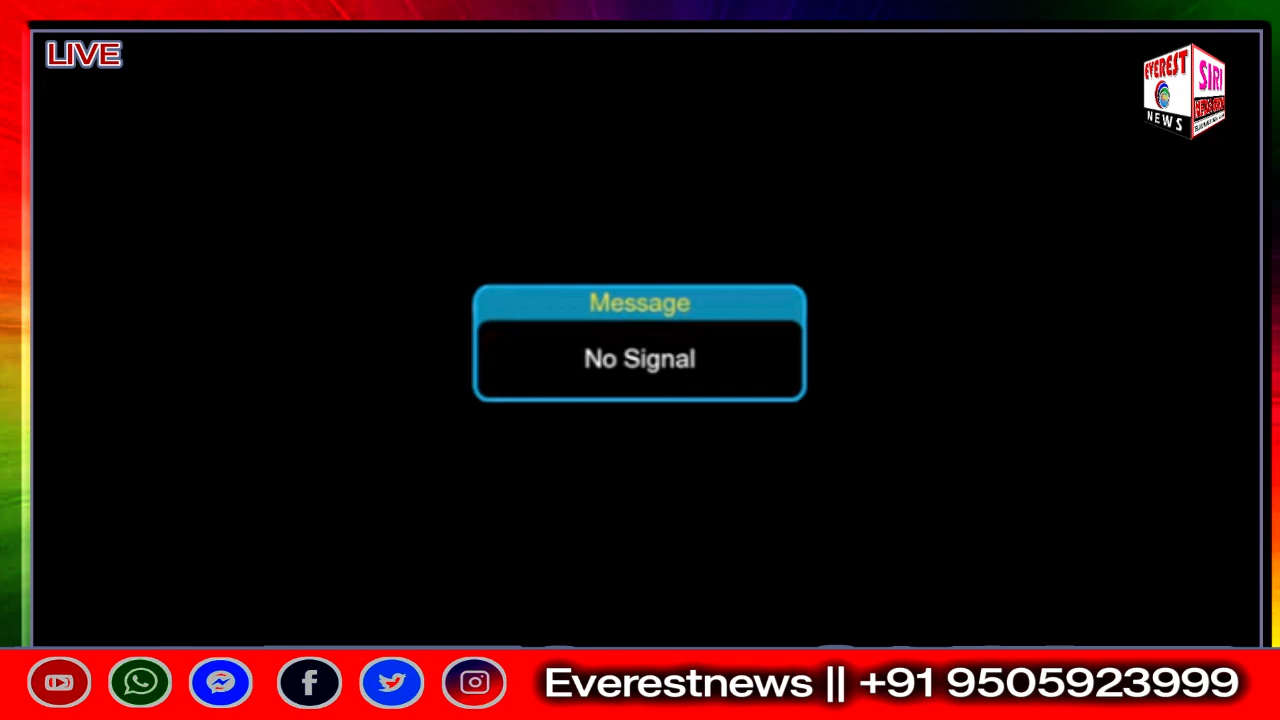 LIVE
EVEREST
NEWS
SIRI
Message
No Signal
Everestnews || +91 9505923999